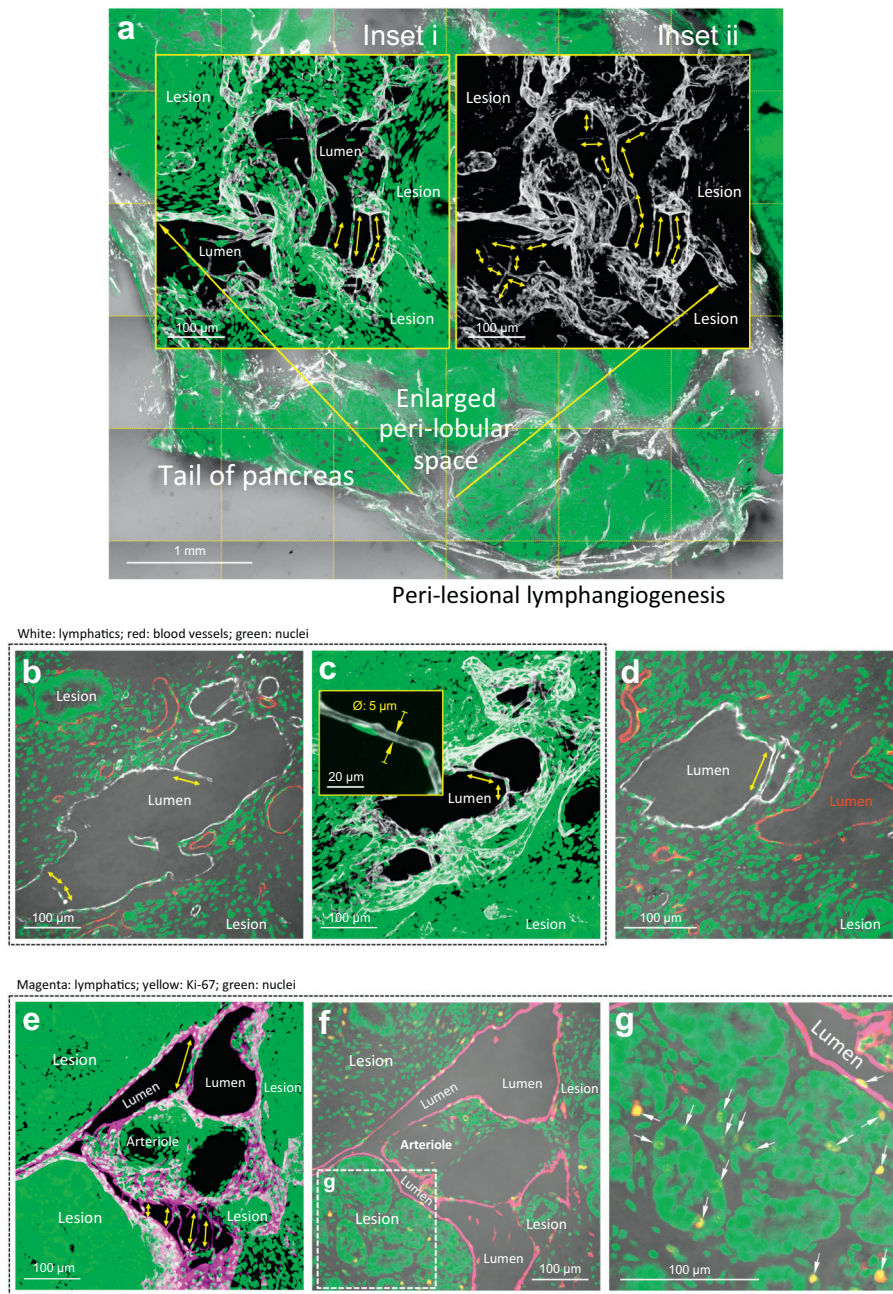 a
Inset i
Inset ii
Lesion
Lumen
Lesion
Lumen
Lesion
100 µm
Lesion
Lesion
Lesion
100 µm
Enlarged
peri-lobular
space
Tail of pancreas
1 mm
Peri-lesional lymphangiogenesis
White: lymphatics; red: blood vessels; green: nuclei
b
Lesion
Lumen
100 µm
Lesion
c
Ø: 5 µm
20 µm
Lumen
100 µm
Lesion
d
Lumen
Lumen
100 µm
Lesion
Magenta: lymphatics; yellow: Ki-67; green: nuclei
e
Lesion
Lumen
Lumen
Lesion
Arteriole
Lesion
Lesion
100 µm
f
Lesion
Lumen
Lumen
Lesion
Arteriole
g
Lumen
Lesion
Lesion
Lumen
100 µm
g
Lumen
100 µm